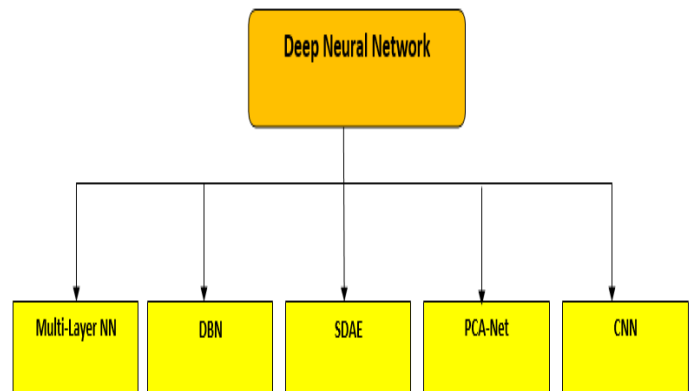 Deep Neural Network
Multi-Layer NN
DBN
SDAE
PCA-Net
CNN